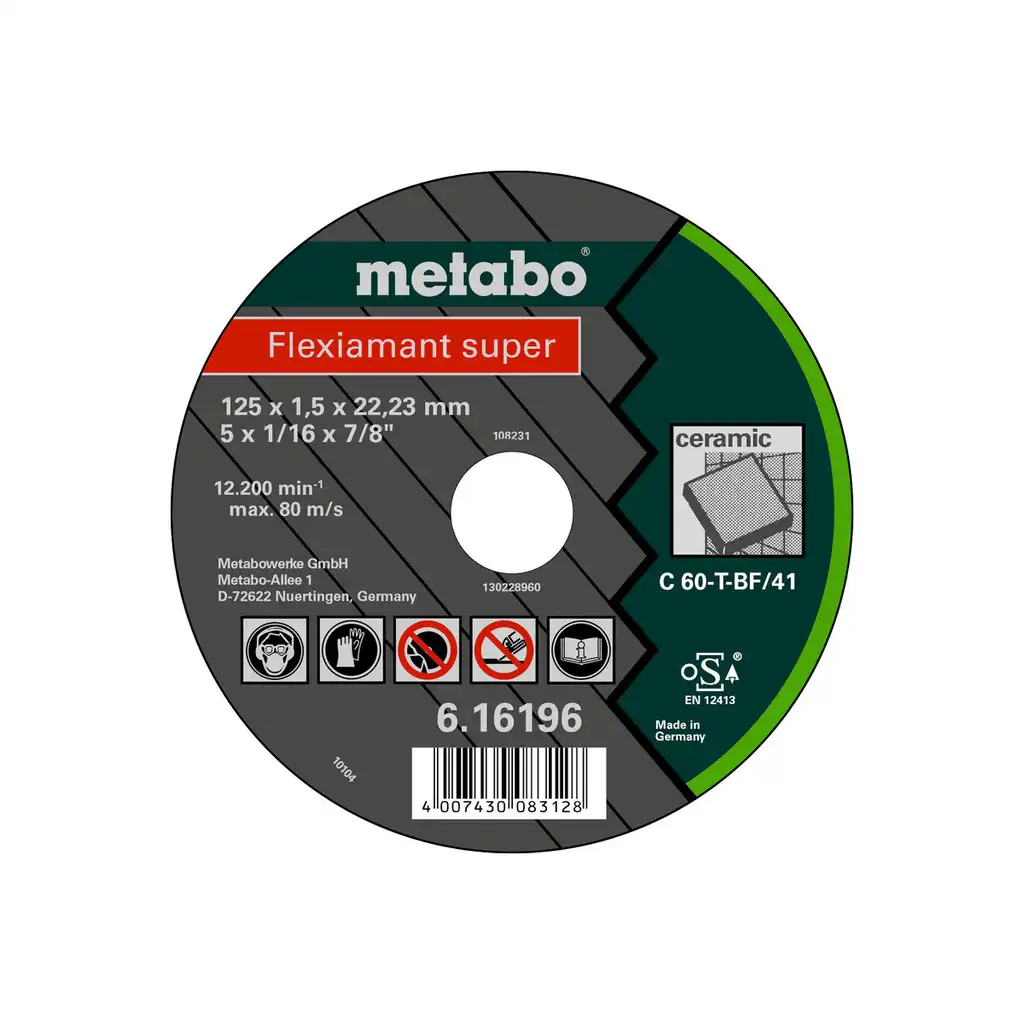 metabo®
Flexiamant super
125 x 1,5 x 22,23 mm
5 x 1/16 x 7/8"
108231
ceramic
12.200 min⁻¹
max. 80 m/s
Metabowerke GmbH
Metabo-Allee 1
D-72622 Nuertingen, Germany
130228960
C 60-T-BF/41
oSa®
EN 12413
6.16196
Made in
Germany
10104
4 007430 083128